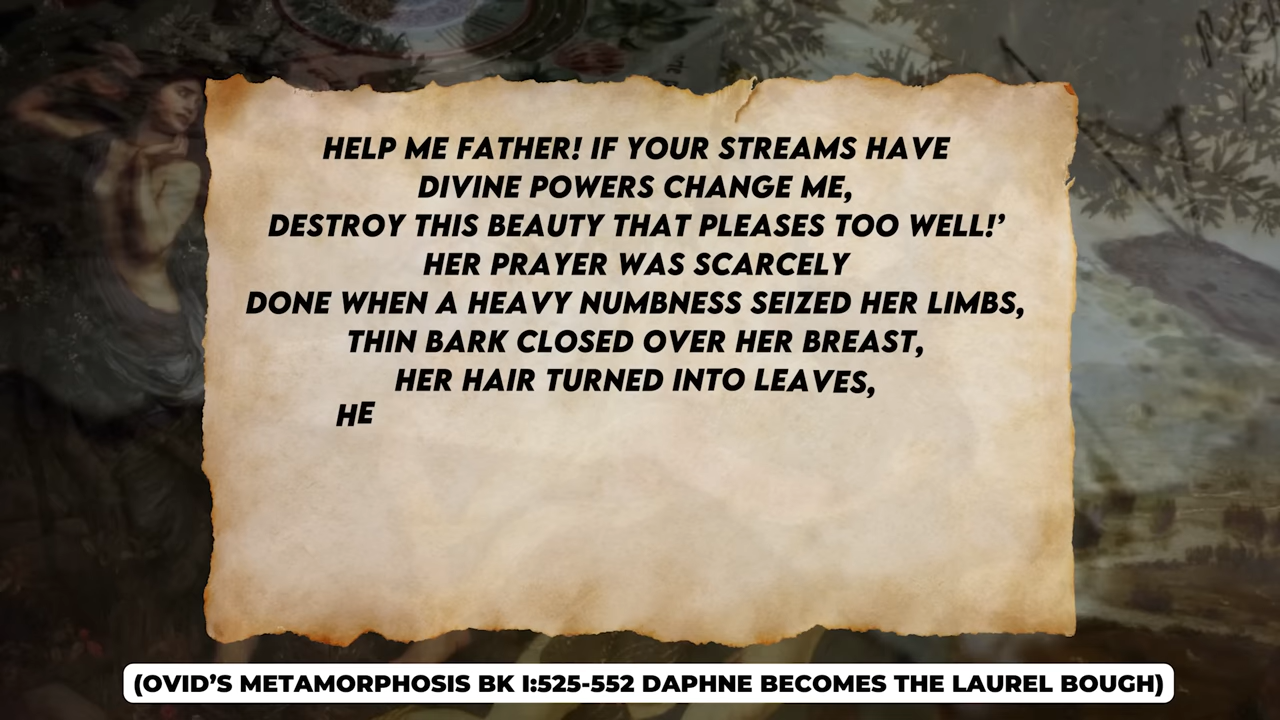 HELP ME FATHER! IF YOUR STREAMS HAVE
DIVINE POWERS CHANGE ME,
DESTROY THIS BEAUTY THAT PLEASES TOO WELL!’
HER PRAYER WAS SCARCELY
DONE WHEN A HEAVY NUMBNESS SEIZED HER LIMBS,
THIN BARK CLOSED OVER HER BREAST,
HER HAIR TURNED INTO LEAVES,
HE
(OVID’S METAMORPHOSIS BK I:525-552 DAPHNE BECOMES THE LAUREL BOUGH)